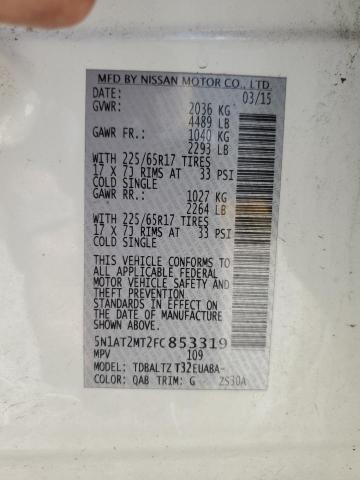 MFD BY NISSAN MOTOR CO., LTD.
DATE: 03/15
GVWR: 2036 KG
4489 LB
GAWR FR.: 1040 KG
2293 LB
WITH 225/65R17 TIRES
17 X 7J RIMS AT 33 PSI
COLD SINGLE
GAWR RR.: 1027 KG
2264 LB
WITH 225/65R17 TIRES
17 X 7J RIMS AT 33 PSI
COLD SINGLE
THIS VEHICLE CONFORMS TO
ALL APPLICABLE FEDERAL
MOTOR VEHICLE SAFETY AND
THEFT PREVENTION
STANDARDS IN EFFECT ON
THE DATE OF MANUFACTURE
SHOWN ABOVE.
5N1AT2MT2FC853319
MPV 109
MODEL: TDBALTZ T32EUABA-
COLOR: QAB TRIM: G 2S30A